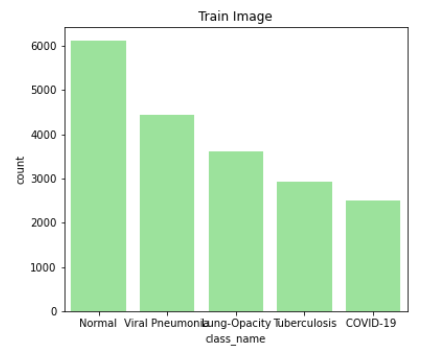 Train Image
6000
5000
4000
3000
2000
1000
0
count
Normal Viral Pneumonia Lung-Opacity Tuberculosis COVID-19
class_name